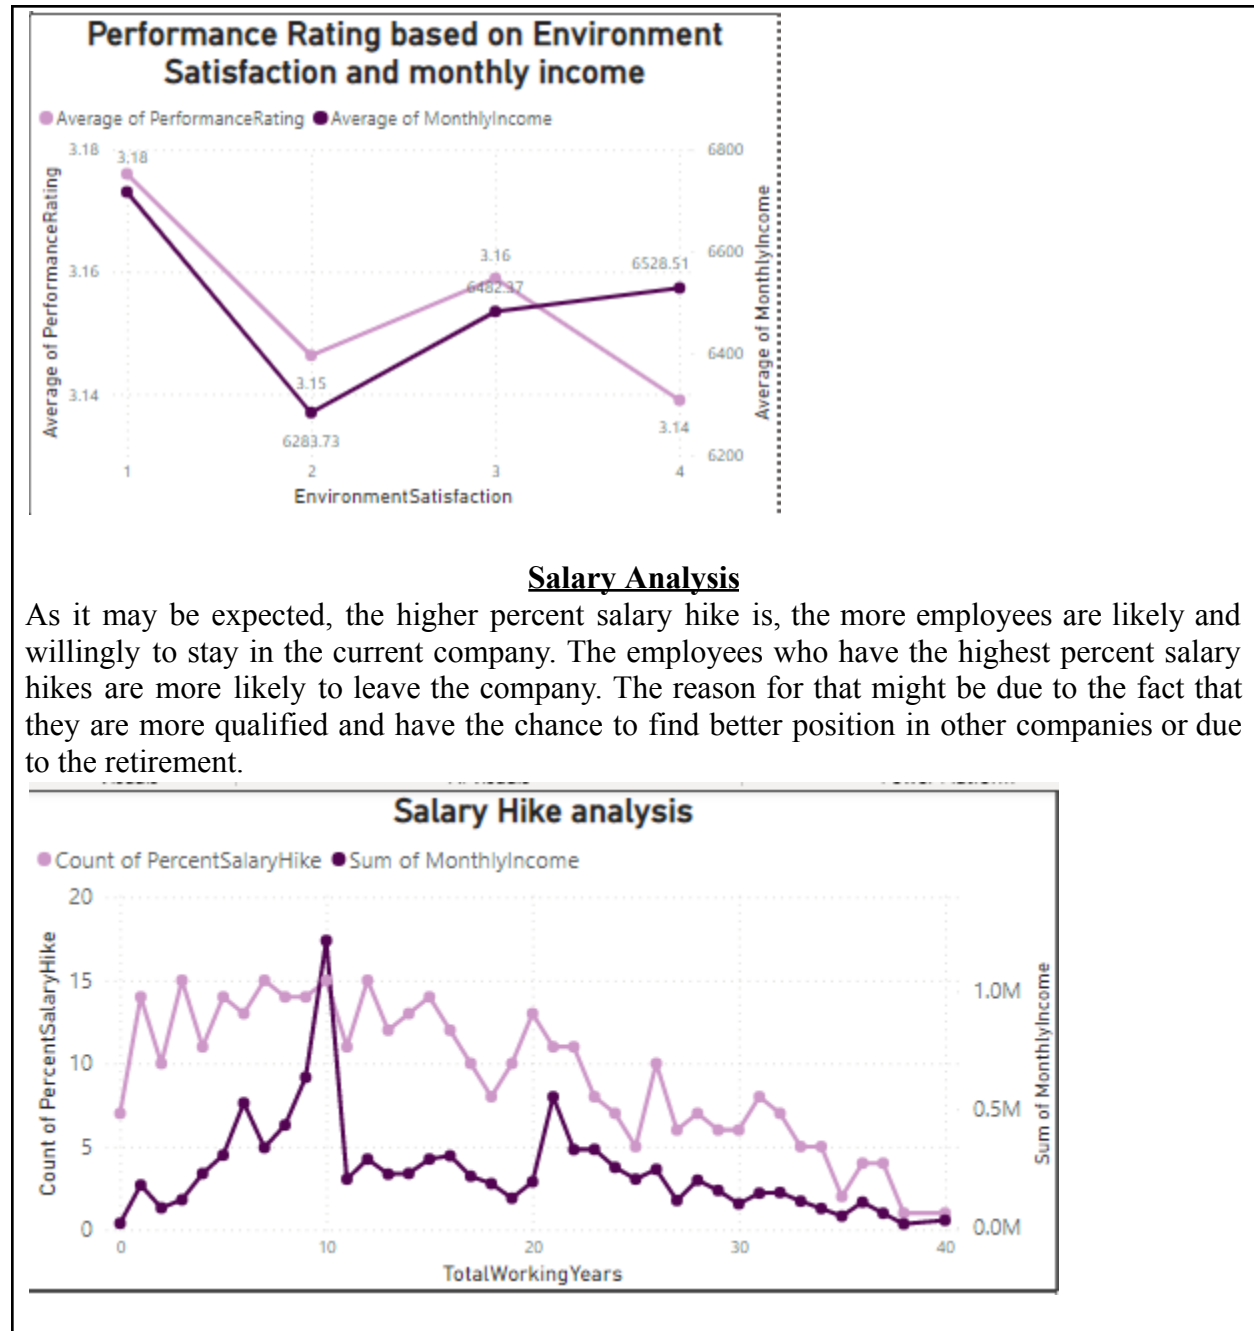 Performance Rating based on Environment
Satisfaction and monthly income
Average of PerformanceRating Average of MonthlyIncome
3.18
3.16
3.14
Average of PerformanceRating
3.18
3.15
3.16
3.14
6283.73
6482.37
6528.51
6800
6600
6400
6200
Average of MonthlyIncome
1 2 3 4
EnvironmentSatisfaction
Salary Analysis
As it may be expected, the higher percent salary hike is, the more employees are likely and
willingly to stay in the current company. The employees who have the highest percent salary
hikes are more likely to leave the company. The reason for that might be due to the fact that
they are more qualified and have the chance to find better position in other companies or due
to the retirement.
Salary Hike analysis
Count of PercentSalaryHike Sum of MonthlyIncome
20
15
10
5
0
Count of PercentSalaryHike
1.0M
0.5M
0.0M
Sum of MonthlyIncome
0 10 20 30 40
TotalWorkingYears